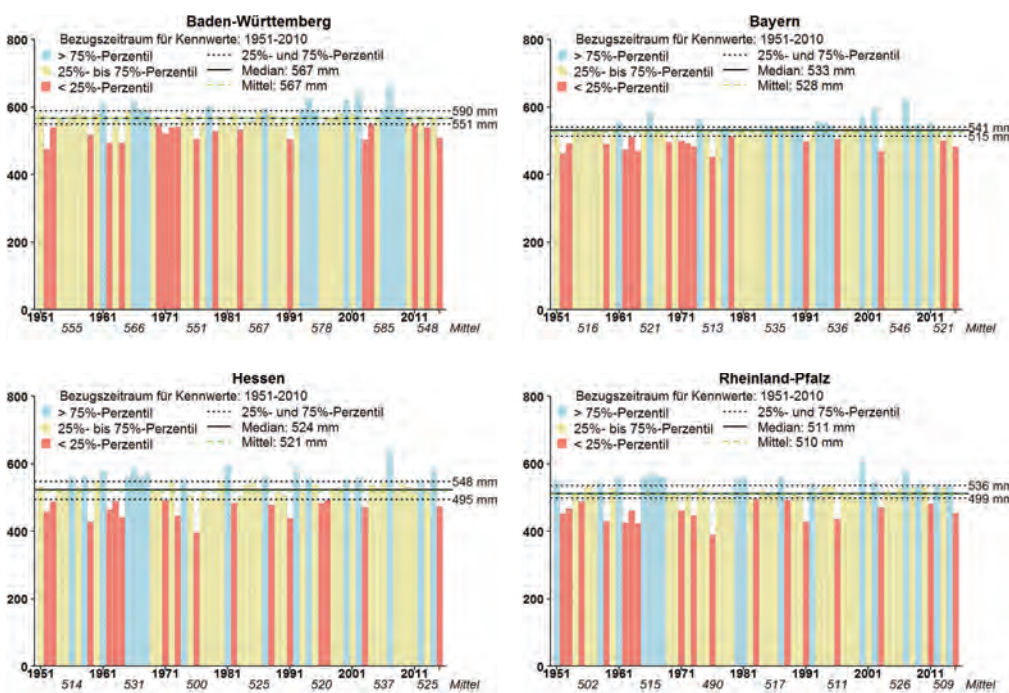 Baden-Württemberg
Bezugszeitraum für Kennwerte: 1951-2010
> 75%-Perzentil
25%- bis 75%-Perzentil
< 25%-Perzentil
25%- und 75%-Perzentil
Median: 567 mm
Mittel: 567 mm
800
600
400
200
0
590 mm
551 mm
1951 1961 1971 1981 1991 2001 2011
555 566 551 567 578 585 548 Mittel
Bayern
Bezugszeitraum für Kennwerte: 1951-2010
> 75%-Perzentil
25%- bis 75%-Perzentil
< 25%-Perzentil
25%- und 75%-Perzentil
Median: 533 mm
Mittel: 528 mm
800
600
400
200
0
541 mm
515 mm
1951 1961 1971 1981 1991 2001 2011
516 521 513 535 536 546 521 Mittel
Hessen
Bezugszeitraum für Kennwerte: 1951-2010
> 75%-Perzentil
25%- bis 75%-Perzentil
< 25%-Perzentil
25%- und 75%-Perzentil
Median: 524 mm
Mittel: 521 mm
800
600
400
200
0
548 mm
495 mm
1951 1961 1971 1981 1991 2001 2011
514 531 500 525 520 537 525 Mittel
Rheinland-Pfalz
Bezugszeitraum für Kennwerte: 1951-2010
> 75%-Perzentil
25%- bis 75%-Perzentil
< 25%-Perzentil
25%- und 75%-Perzentil
Median: 511 mm
Mittel: 510 mm
800
600
400
200
0
536 mm
499 mm
1951 1961 1971 1981 1991 2001 2011
502 515 490 517 511 526 509 Mittel